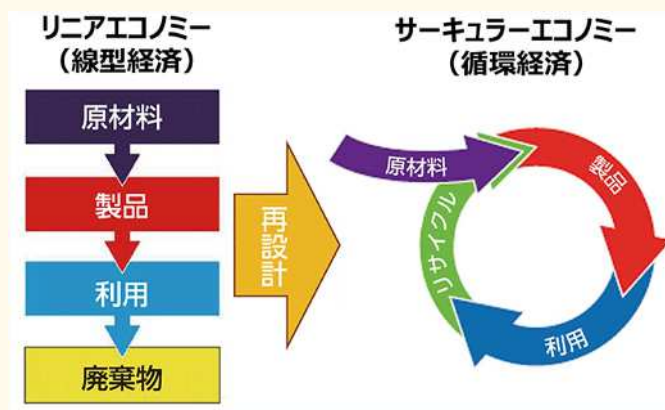 リニアエコノミー
（線型経済）
原材料
製品
利用
廃棄物
再設計
サーキュラーエコノミー
（循環経済）
原材料
製品
利用
リサイクル